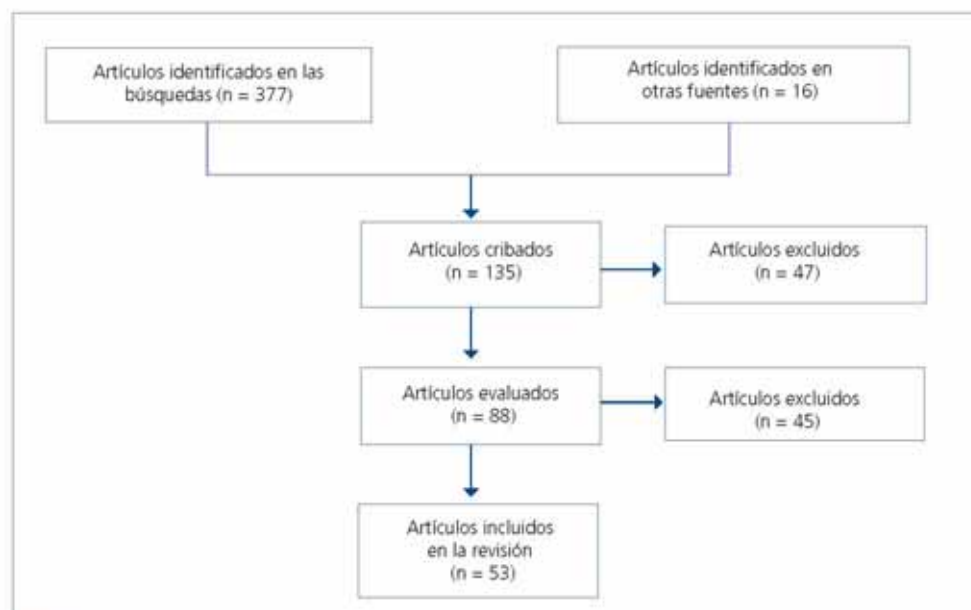 Artículos identificados en las
búsquedas (n = 377)
Artículos identificados en
otras fuentes (n = 16)
Artículos cribados
(n = 135)
Artículos excluidos
(n = 47)
Artículos evaluados
(n = 88)
Artículos excluidos
(n = 45)
Artículos incluidos
en la revisión
(n = 53)